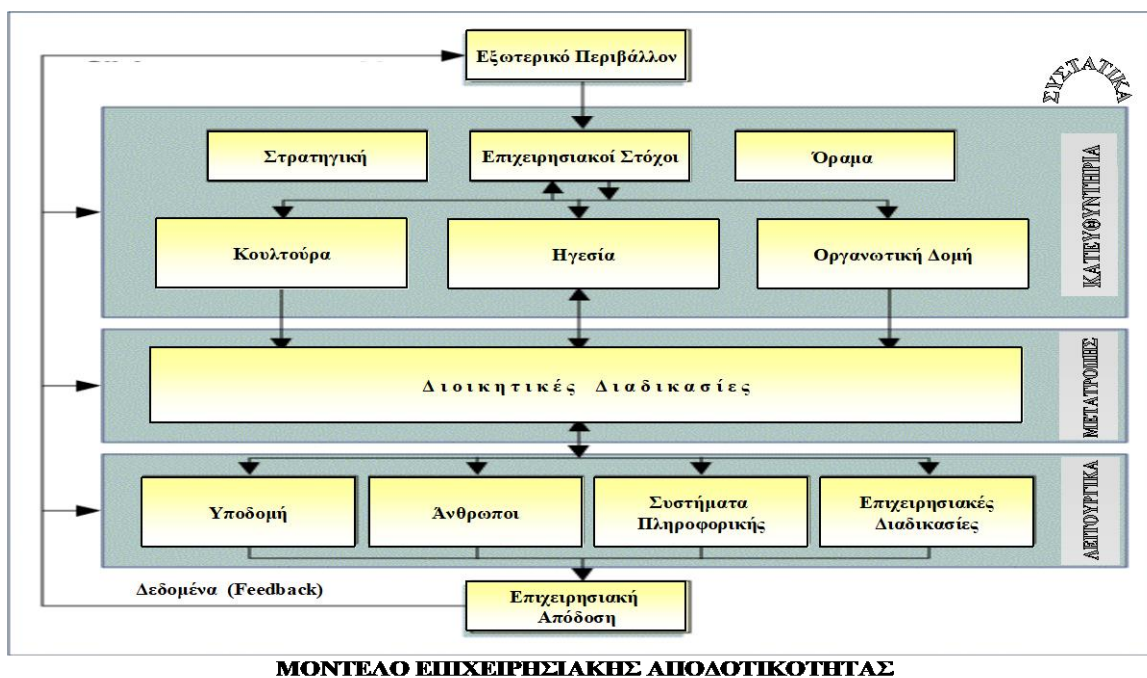 Εξωτερικό Περιβάλλον
ΣΥΣΤΑΤΙΚΑ
Στρατηγική
Επιχειρησιακοί Στόχοι
Όραμα
ΚΑΤΕΥΘΥΝΤΗΡΙΑ
Κουλτούρα
Ηγεσία
Οργανωτική Δομή
Διοικητικές Διαδικασίες
ΜΕΤΑΤΡΟΠΗΣ
Υποδομή
Άνθρωποι
Συστήματα
Πληροφορικής
Επιχειρησιακές
Διαδικασίες
ΛΕΙΤΟΥΡΓΙΚΑ
Δεδομένα (Feedback)
Επιχειρησιακή
Απόδοση
ΜΟΝΤΕΛΟ ΕΠΙΧΕΙΡΗΣΙΑΚΗΣ ΑΠΟΔΟΤΙΚΟΤΗΤΑΣ